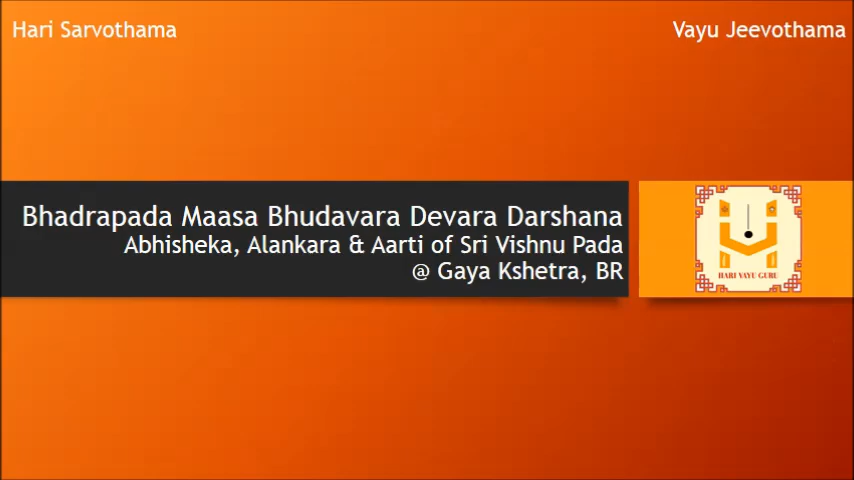 Hari Sarvothama
Vayu Jeevothama
Bhadrapada Maasa Bhudavara Devara Darshana
Abhisheka, Alankara & Aarti of Sri Vishnu Pada
@ Gaya Kshetra, BR
HARI VAYU GURU